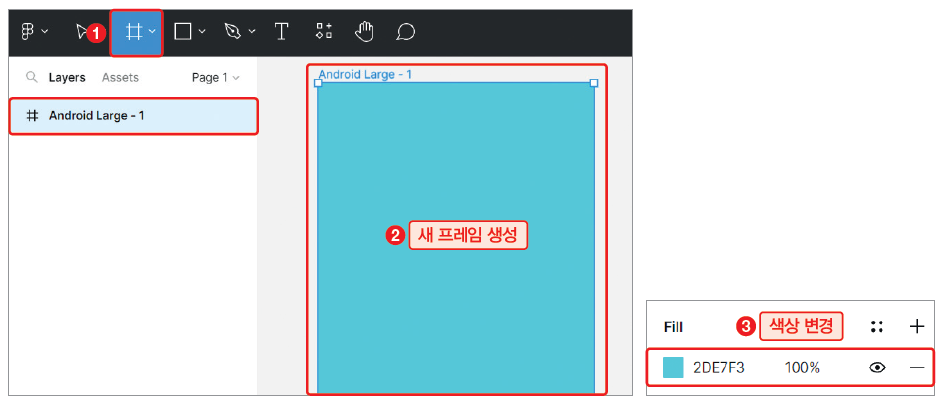 1
Layers Assets Page 1
Android Large - 1
Android Large - 1
2 새 프레임 생성
Fill 3 색상 변경
2DE7F3 100%